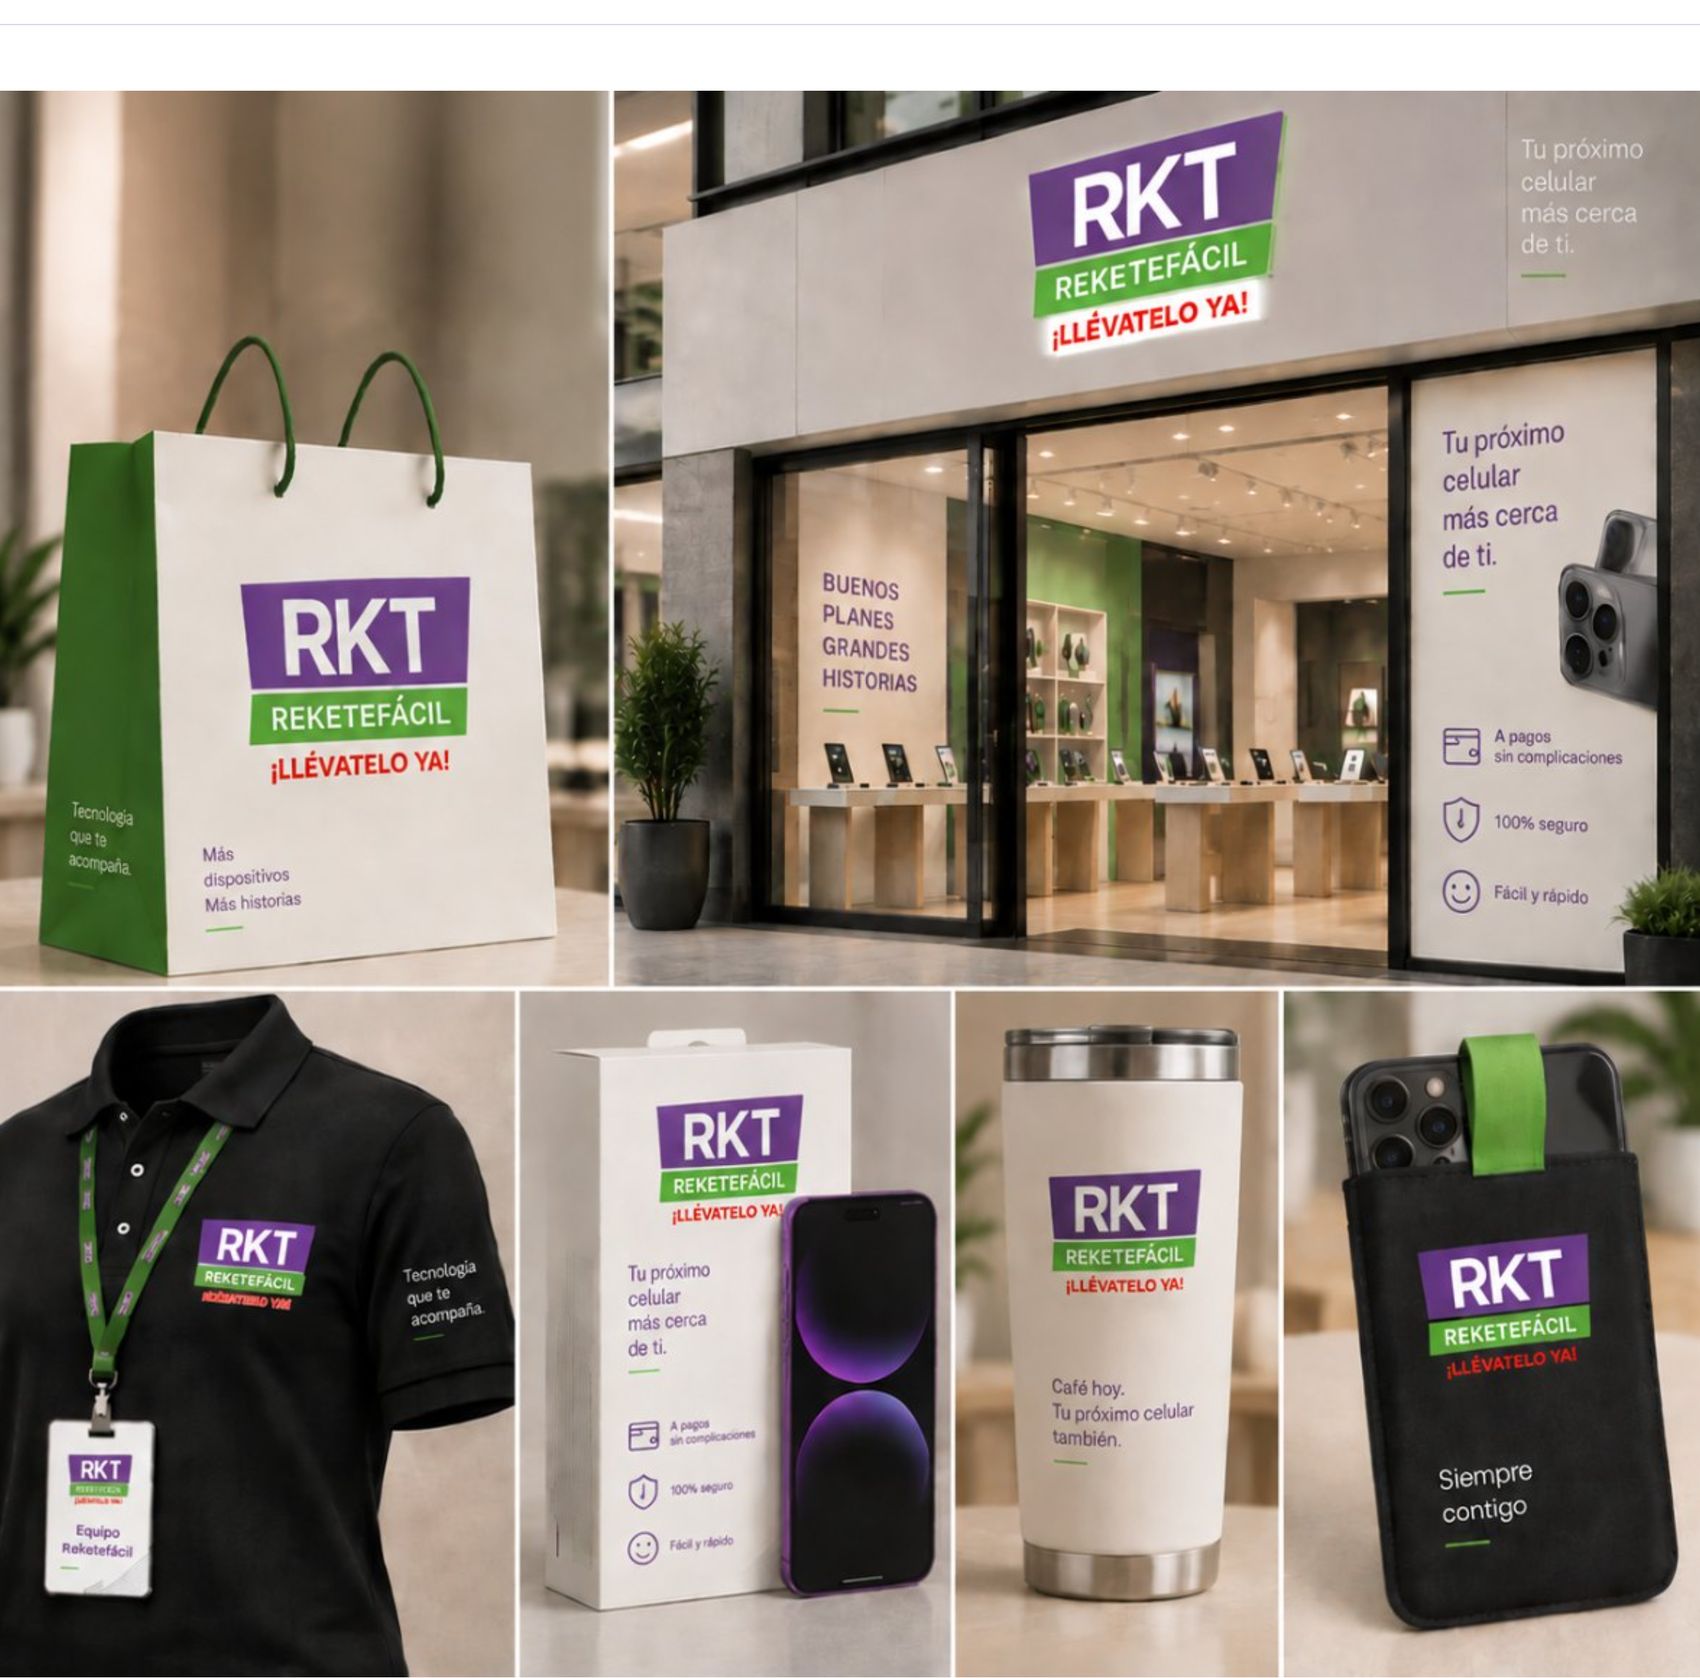 RKT
REKETEFÁCIL
¡LLÉVATELO YA!
Tecnología
que te
acompaña.
Más
dispositivos
Más historias
RKT
REKETEFÁCIL
¡LLÉVATELO YA!
Tu próximo
celular
más cerca
de ti.
BUENOS
PLANES
GRANDES
HISTORIAS
Tu próximo
celular
más cerca
de ti.
A pagos
sin complicaciones
100% seguro
Fácil y rápido
RKT
REKETEFÁCIL
Tecnología
que te
acompaña.
RKT
Equipo
Reketefácil
RKT
REKETEFÁCIL
¡LLÉVATELO YA!
Tu próximo
celular
más cerca
de ti.
A pagos
sin complicaciones
100% seguro
Fácil y rápido
RKT
REKETEFÁCIL
¡LLÉVATELO YA!
Café hoy.
Tu próximo celular
también.
RKT
REKETEFÁCIL
¡LLÉVATELO YA!
Siempre
contigo